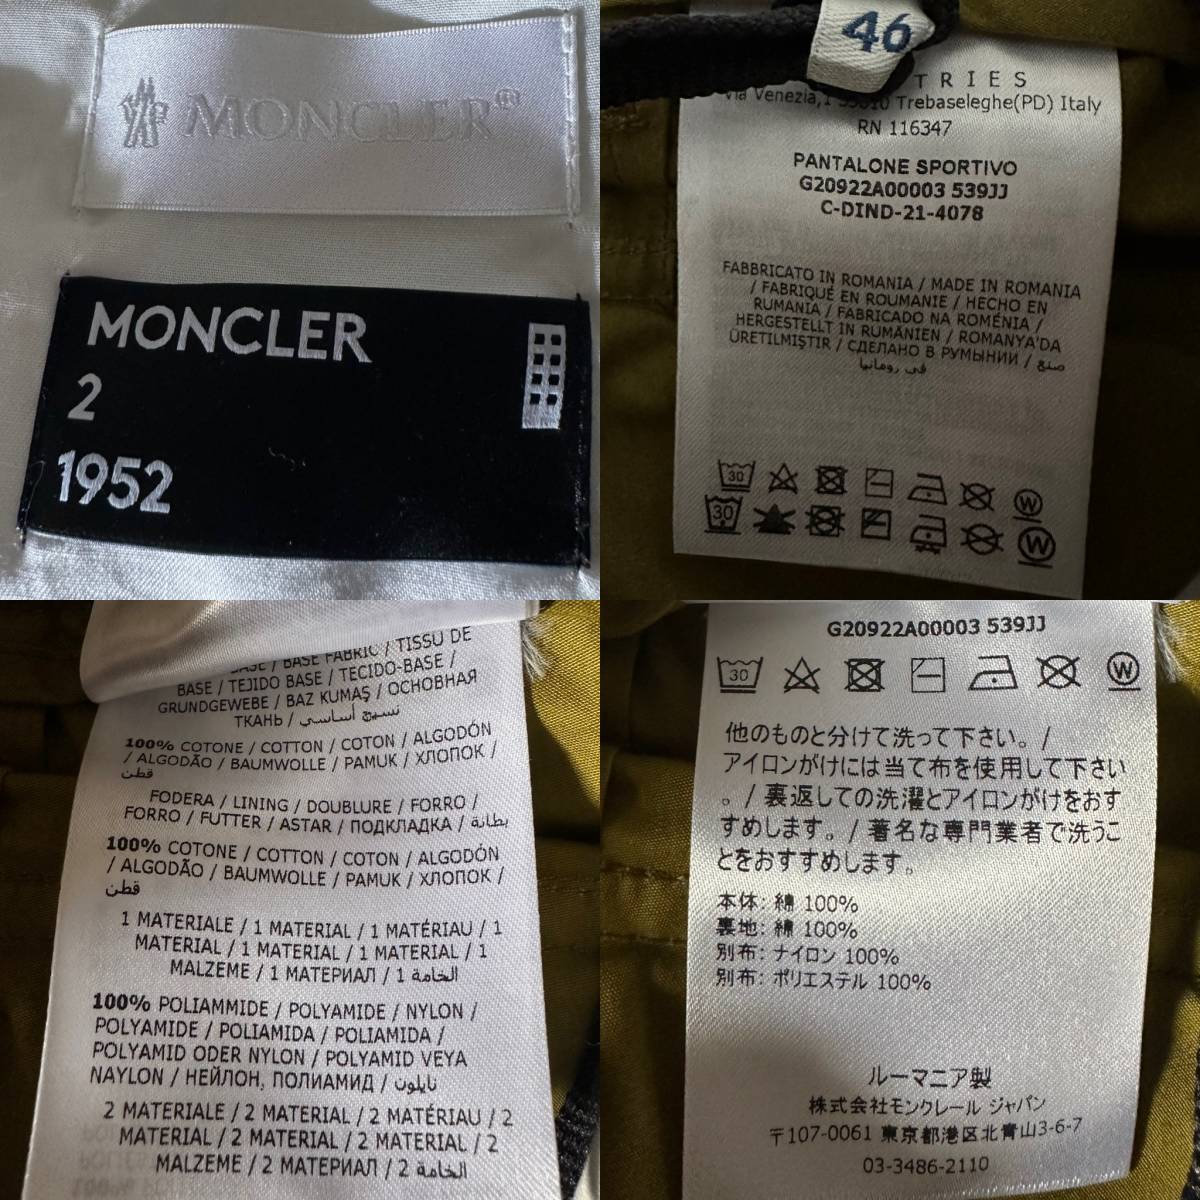 MONCLER®
MONCLER
2
1952
46
TRIES
Via Venezia,1 35010 Trebaseleghe(PD) Italy
RN 116347
PANTALONE SPORTIVO
G20922A00003 539JJ
C-DIND-21-4078
FABBRICATO IN ROMANIA / MADE IN ROMANIA
/ FABRIQUÉ EN ROUMANIE / HECHO EN
RUMANIA / FABRICADO NA ROMÉNIA /
HERGESTELLT IN RUMÄNIEN / ROMANYA'DA
ÜRETILMIŞTIR / СДЕЛАНО В РУМЫНИИ / صنع
في رومانيا
30
W
30
W
BASE / BASE FABRIC / TISSU DE
BASE / TEJIDO BASE / TECIDO-BASE /
GRUNDGEWEBE / BAZ KUMAŞ / ОСНОВНАЯ
ТКАНЬ / نسيج أساسي
100% COTONE / COTTON / COTON / ALGODÓN
/ ALGODÃO / BAUMWOLLE / PAMUK / ХЛОПОК /
قطن
FODERA / LINING / DOUBLURE / FORRO /
FORRO / FUTTER / ASTAR / ПОДКЛАДКА / بطانة
100% COTONE / COTTON / COTON / ALGODÓN
/ ALGODÃO / BAUMWOLLE / PAMUK / ХЛОПОК /
قطن
1 MATERIALE / 1 MATERIAL / 1 MATÉRIAU / 1
MATERIAL / 1 MATERIAL / 1 MATERIAL / 1
MALZEME / 1 МАТЕРИАЛ / 1 الخامة
100% POLIAMMIDE / POLYAMIDE / NYLON /
POLYAMIDE / POLIAMIDA / POLIAMIDA /
POLYAMID ODER NYLON / POLYAMID VEYA
NAYLON / НЕЙЛОН, ПОЛИАМИД / نايلون
2 MATERIALE / 2 MATERIAL / 2 MATÉRIAU / 2
MATERIAL / 2 MATERIAL / 2 MATERIAL / 2
MALZEME / 2 МАТЕРИАЛ / 2 الخامة
G20922A00003 539JJ
30
W
他のものと分けて洗って下さい。/
アイロンがけには当て布を使用して下さい
。/ 裏返しての洗濯とアイロンがけをおす
すめします。/ 著名な専門業者で洗うこ
とをおすすめします。
本体: 綿 100%
裏地: 綿 100%
別布: ナイロン 100%
別布: ポリエステル 100%
ルーマニア製
株式会社モンクレール ジャパン
〒107-0061 東京都港区北青山3-6-7
03-3486-2110